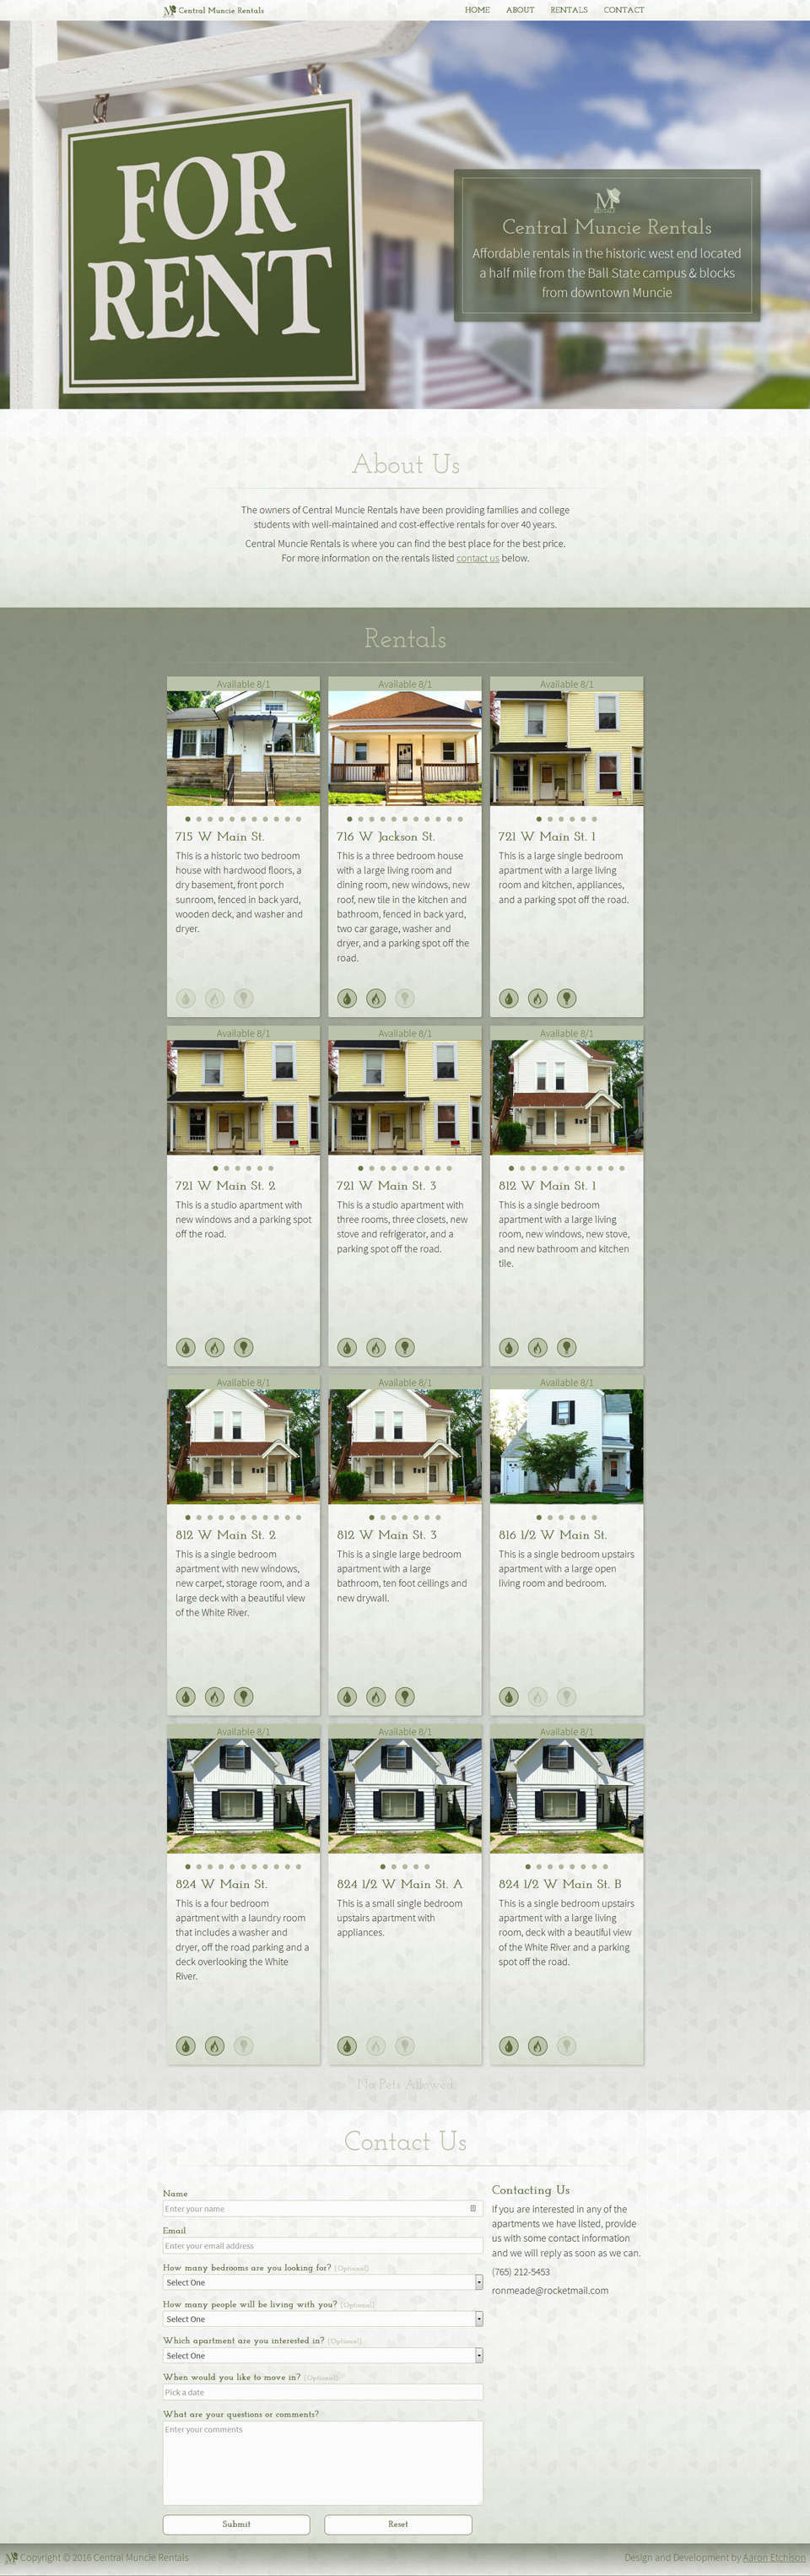 Central Muncie Rentals
HOME ABOUT RENTALS CONTACT
FOR
RENT
M
RENTALS
Central Muncie Rentals
Affordable rentals in the historic west end located
a half mile from the Ball State campus & blocks
from downtown Muncie
About Us
The owners of Central Muncie Rentals have been providing families and college
students with well-maintained and cost-effective rentals for over 40 years.
Central Muncie Rentals is where you can find the best place for the best price.
For more information on the rentals listed contact us below.
Rentals
Available 8/1
715 W Main St.
This is a historic two bedroom
house with hardwood floors, a
dry basement, front porch
sunroom, fenced in back yard,
wooden deck, and washer and
dryer.
Available 8/1
716 W Jackson St.
This is a three bedroom house
with a large living room and
dining room, new windows, new
roof, new tile in the kitchen and
bathroom, fenced in back yard,
two car garage, washer and
dryer, and a parking spot off the
road.
Available 8/1
721 W Main St. 1
This is a large single bedroom
apartment with a large living
room and kitchen, appliances,
and a parking spot off the road.
Available 8/1
721 W Main St. 2
This is a studio apartment with
new windows and a parking spot
off the road.
Available 8/1
721 W Main St. 3
This is a studio apartment with
three rooms, three closets, new
stove and refrigerator, and a
parking spot off the road.
Available 8/1
812 W Main St. 1
This is a single bedroom
apartment with a large living
room, new windows, new stove,
and new bathroom and kitchen
tile.
Available 8/1
812 W Main St. 2
This is a single bedroom
apartment with new windows,
new carpet, storage room, and a
large deck with a beautiful view
of the White River.
Available 8/1
812 W Main St. 3
This is a single large bedroom
apartment with a large
bathroom, ten foot ceilings and
new drywall.
Available 8/1
816 1/2 W Main St.
This is a single bedroom upstairs
apartment with a large open
living room and bedroom.
Available 8/1
824 W Main St.
This is a four bedroom
apartment with a laundry room
that includes a washer and
dryer, off the road parking and a
deck overlooking the White
River.
Available 8/1
824 1/2 W Main St. A
This is a small single bedroom
upstairs apartment with
appliances.
Available 8/1
824 1/2 W Main St. B
This is a single bedroom upstairs
apartment with a large living
room, deck with a beautiful view
of the White River and a parking
spot off the road.
No Pets Allowed
Contact Us
Name
Enter your name
Email
Enter your email address
How many bedrooms are you looking for? (Optional)
Select One
How many people will be living with you? (Optional)
Select One
Which apartment are you interested in? (Optional)
Select One
When would you like to move in? (Optional)
Pick a date
What are your questions or comments?
Enter your comments
Submit
Reset
Contacting Us
If you are interested in any of the
apartments we have listed, provide
us with some contact information
and we will reply as soon as we can.
(765) 212-5453
ronmeade@rocketmail.com
Copyright © 2016 Central Muncie Rentals
Design and Development by Aaron Etchison